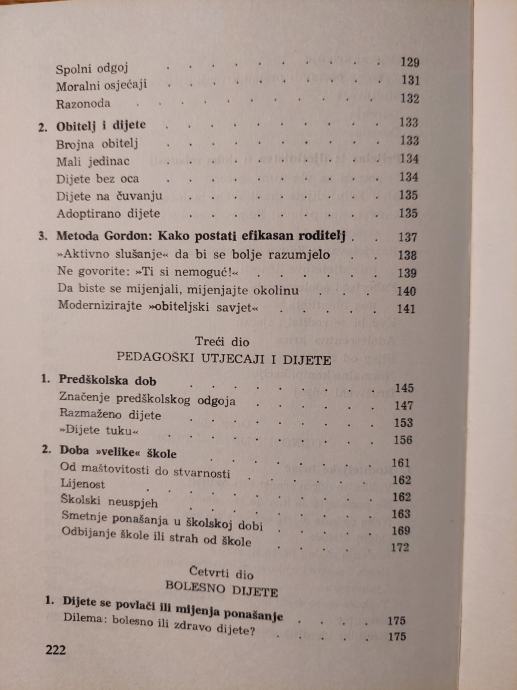 Spolni odgoj . . . . . . . . 129
Moralni osjećaji . . . . . . . 131
Razonoda . . . . . . . . 132
2. Obitelj i dijete . . . . . . . 133
Brojna obitelj . . . . . . . 133
Mali jedinac . . . . . . . 134
Dijete bez oca . . . . . . . 134
Dijete na čuvanju . . . . . . 135
Adoptirano dijete . . . . . . 135
3. Metoda Gordon: Kako postati efikasan roditelj . . 137
»Aktivno slušanje« da bi se bolje razumjelo . . . 138
Ne govorite: »Ti si nemoguć!« . . . . . . 139
Da biste se mijenjali, mijenjajte okolinu . . . . 140
Modernizirajte »obiteljski savjet« . . . . . 141
Treći dio
PEDAGOŠKI UTJECAJI I DIJETE
1. Predškolska dob . . . . . . . 145
Značenje predškolskog odgoja . . . . . . 147
Razmaženo dijete . . . . . . . 153
»Dijete tuku« . . . . . . . . 156
2. Doba »velike« škole . . . . . . . 161
Od maštovitosti do stvarnosti . . . . . . 162
Lijenost . . . . . . . . 162
Školski neuspjeh . . . . . . . 163
Smetnje ponašanja u školskoj dobi . . . . . 169
Odbijanje škole ili strah od škole . . . . . 172
Četvrti dio
BOLESNO DIJETE
1. Dijete se povlači ili mijenja ponašanje . . . . 175
Dilema: bolesno ili zdravo dijete? . . . . . 175
222